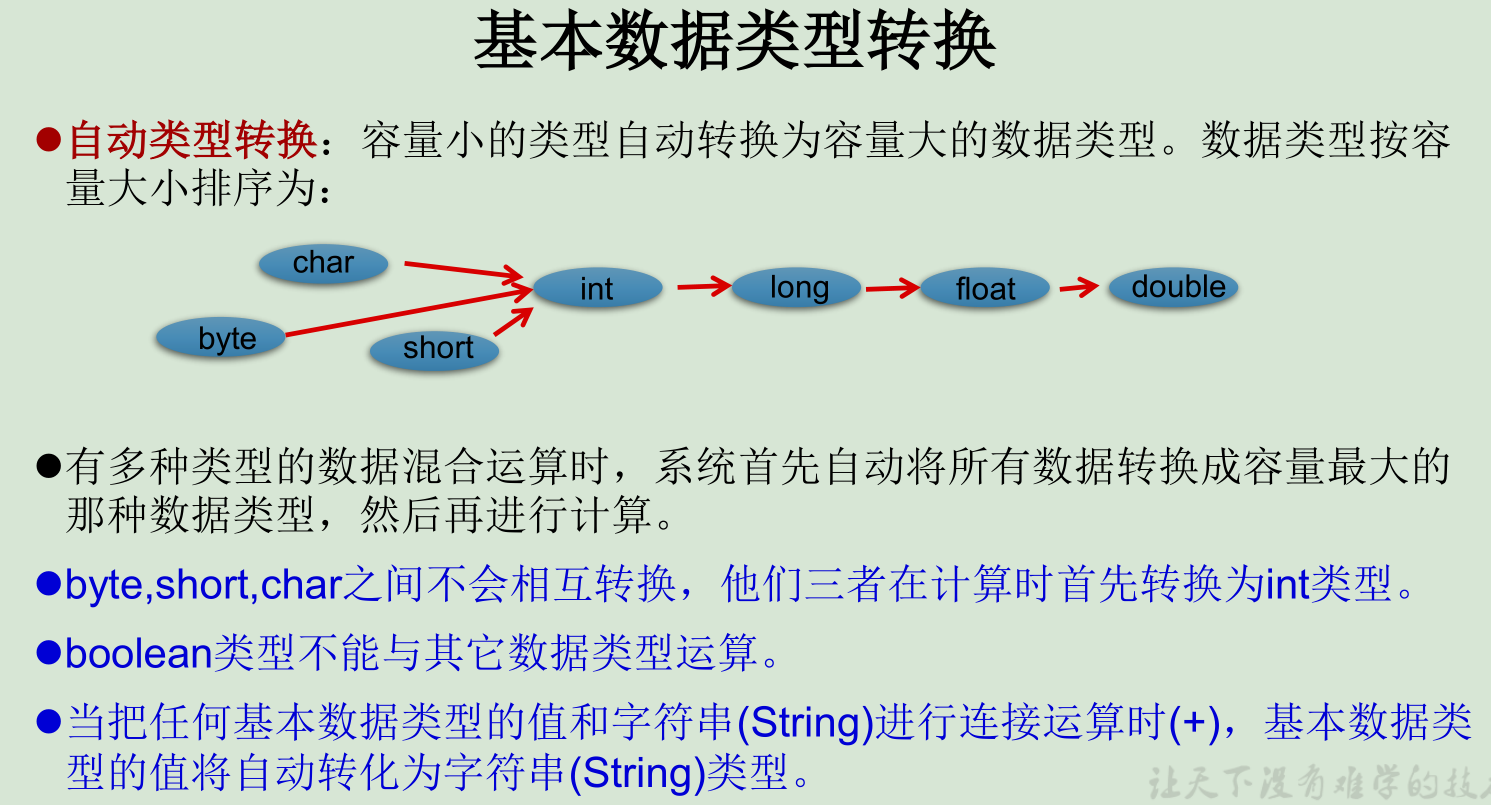 基本数据类型转换
●自动类型转换：容量小的类型自动转换为容量大的数据类型。数据类型按容
量大小排序为：
char
int
long
float
double
byte
short
●有多种类型的数据混合运算时，系统首先自动将所有数据转换成容量最大的
那种数据类型，然后再进行计算。
●byte,short,char之间不会相互转换，他们三者在计算时首先转换为int类型。
●boolean类型不能与其它数据类型运算。
●当把任何基本数据类型的值和字符串(String)进行连接运算时(+)，基本数据类
型的值将自动转化为字符串(String)类型。
让天下没有难学的技